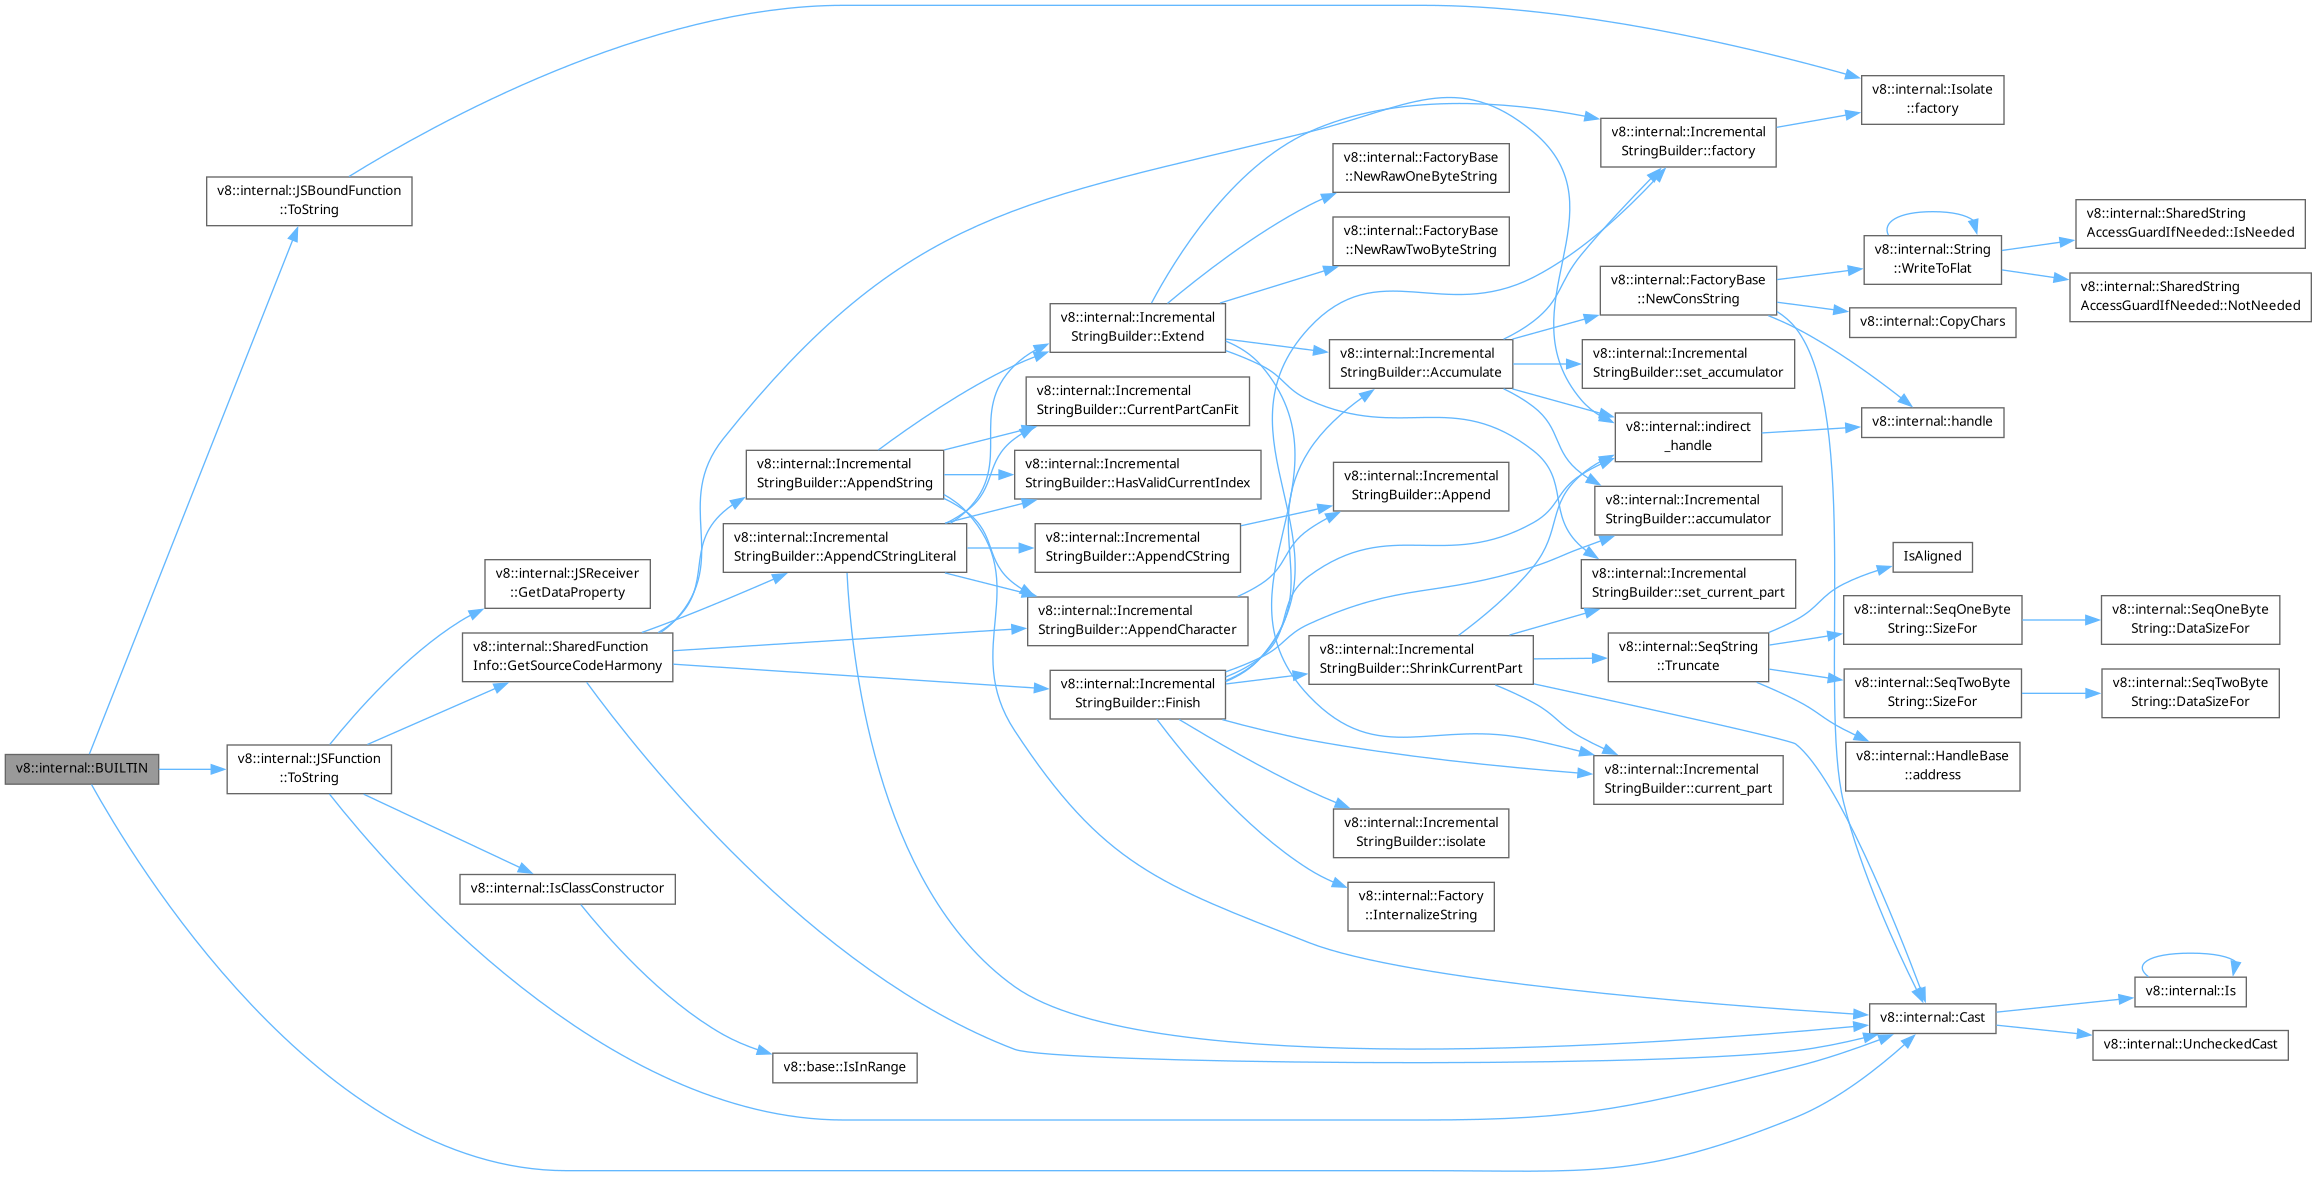 v8::internal::BUILTIN
v8::internal::JSBoundFunction
::ToString
v8::internal::JSFunction
::ToString
v8::internal::JSReceiver
::GetDataProperty
v8::internal::SharedFunction
Info::GetSourceCodeHarmony
v8::internal::IsClassConstructor
v8::internal::Incremental
StringBuilder::AppendString
v8::internal::Incremental
StringBuilder::AppendCStringLiteral
v8::base::IsInRange
v8::internal::Incremental
StringBuilder::Extend
v8::internal::Incremental
StringBuilder::CurrentPartCanFit
v8::internal::Incremental
StringBuilder::HasValidCurrentIndex
v8::internal::Incremental
StringBuilder::AppendCString
v8::internal::Incremental
StringBuilder::AppendCharacter
v8::internal::Incremental
StringBuilder::Finish
v8::internal::FactoryBase
::NewRawOneByteString
v8::internal::FactoryBase
::NewRawTwoByteString
v8::internal::Incremental
StringBuilder::Accumulate
v8::internal::Incremental
StringBuilder::Append
v8::internal::Incremental
StringBuilder::ShrinkCurrentPart
v8::internal::Incremental
StringBuilder::isolate
v8::internal::Factory
::InternalizeString
v8::internal::Incremental
StringBuilder::factory
v8::internal::FactoryBase
::NewConsString
v8::internal::Incremental
StringBuilder::set_accumulator
v8::internal::indirect
_handle
v8::internal::Incremental
StringBuilder::accumulator
v8::internal::Incremental
StringBuilder::set_current_part
v8::internal::SeqString
::Truncate
v8::internal::Incremental
StringBuilder::current_part
v8::internal::Isolate
::factory
v8::internal::String
::WriteToFlat
v8::internal::CopyChars
v8::internal::handle
IsAligned
v8::internal::SeqOneByte
String::SizeFor
v8::internal::SeqTwoByte
String::SizeFor
v8::internal::HandleBase
::address
v8::internal::Cast
v8::internal::SharedString
AccessGuardIfNeeded::IsNeeded
v8::internal::SharedString
AccessGuardIfNeeded::NotNeeded
v8::internal::SeqOneByte
String::DataSizeFor
v8::internal::SeqTwoByte
String::DataSizeFor
v8::internal::Is
v8::internal::UncheckedCast